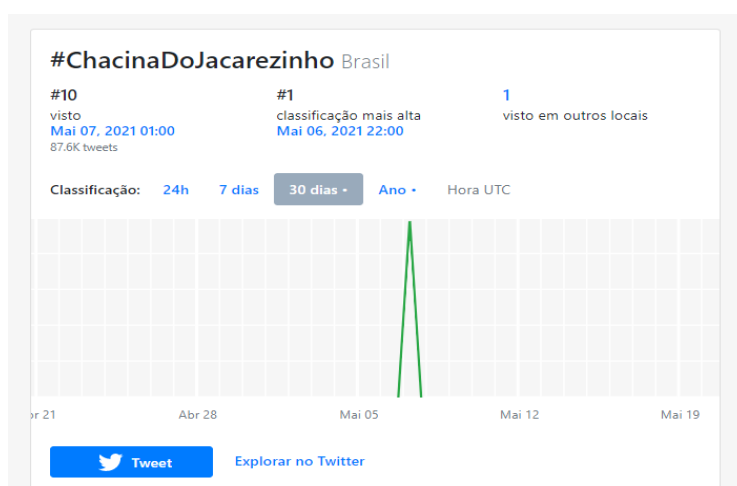 #ChacinaDoJacarezinho Brasil
#10 #1 1
visto classificação mais alta visto em outros locais
Mai 07, 2021 01:00 Mai 06, 2021 22:00
87.6K tweets
Classificação: 24h 7 dias 30 dias • Ano • Hora UTC
r 21 Abr 28 Mai 05 Mai 12 Mai 19
Tweet Explorar no Twitter